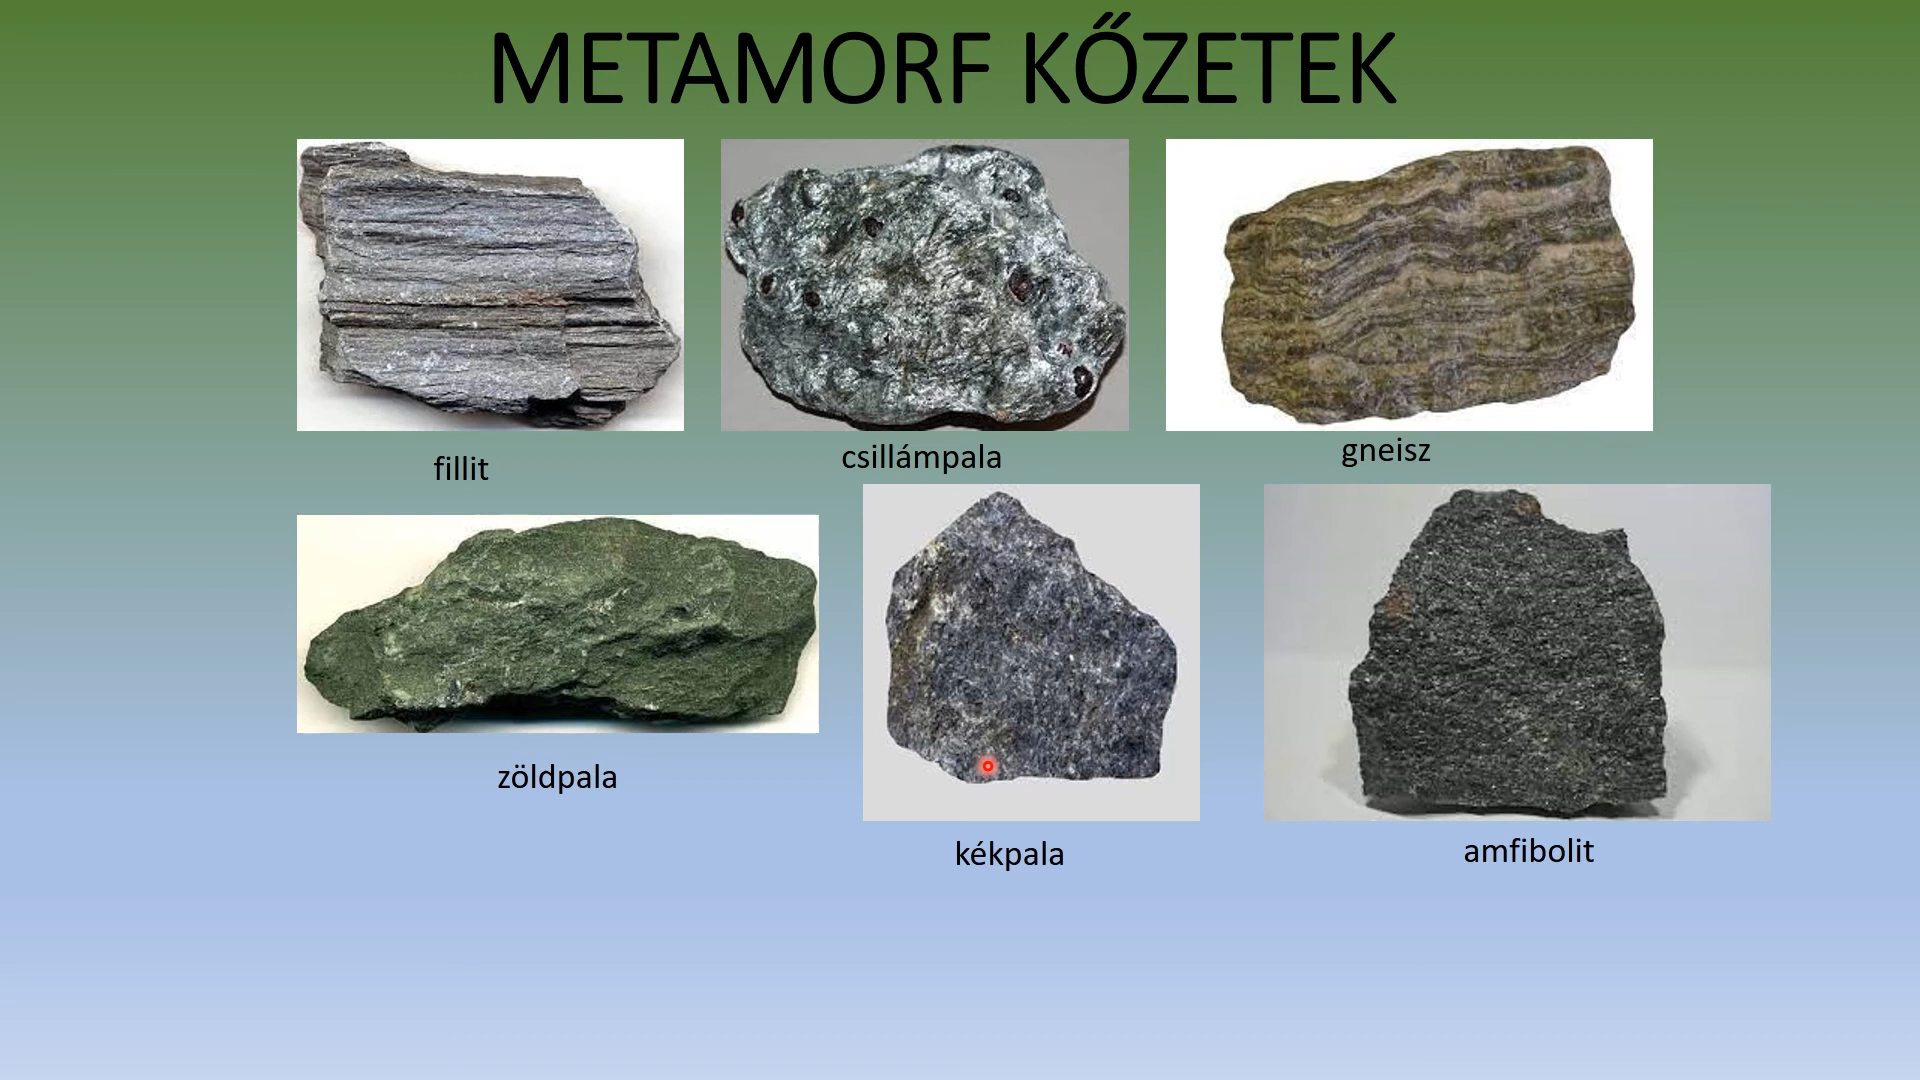 METAMORF KŐZETEK
fillit
csillámpala
gneisz
zöldpala
kékpala
amfibolit